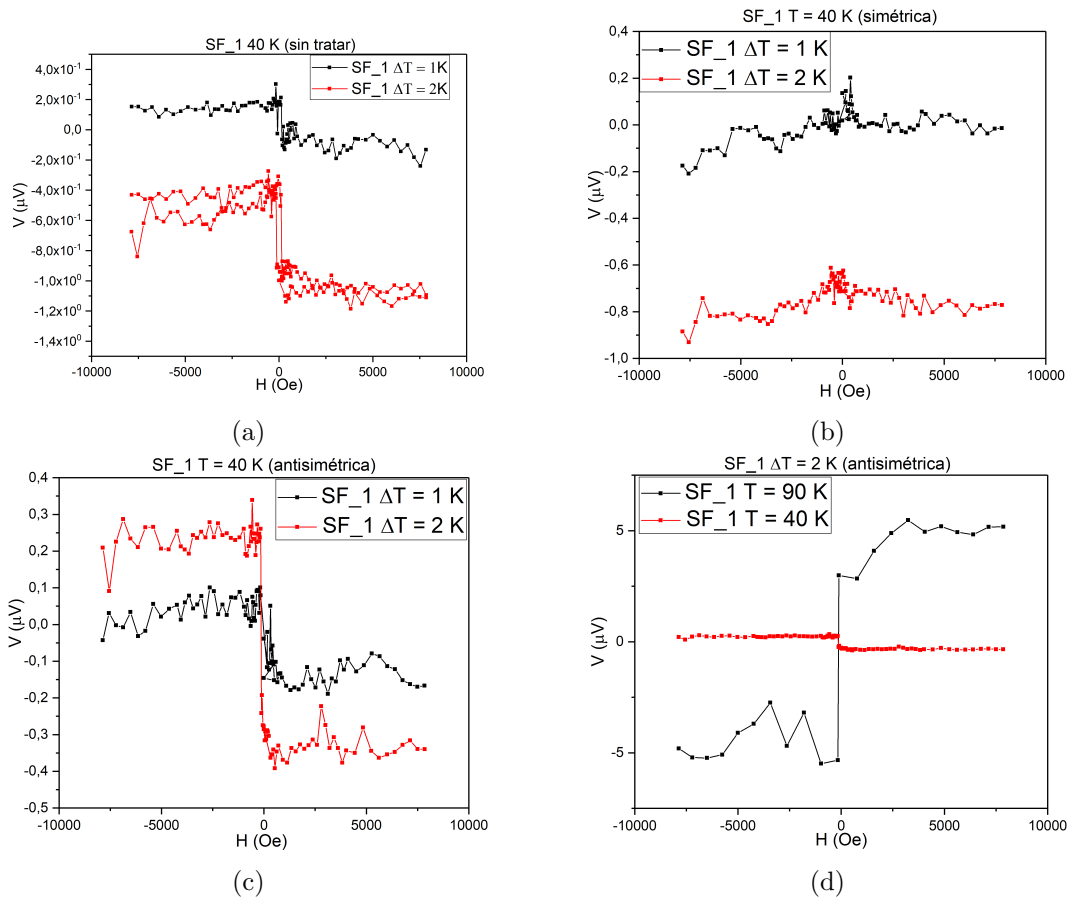 SF_1 40 K (sin tratar)
SF_1 ΔT = 1K
SF_1 ΔT = 2K
4,0x10⁻¹
2,0x10⁻¹
0,0
-2,0x10⁻¹
-4,0x10⁻¹
-6,0x10⁻¹
-8,0x10⁻¹
-1,0x10⁰
-1,2x10⁰
-1,4x10⁰
V (μV)
-10000 -5000 0 5000 10000
H (Oe)
(a)
SF_1 T = 40 K (simétrica)
SF_1 ΔT = 1 K
SF_1 ΔT = 2 K
0,4
0,2
0,0
-0,2
-0,4
-0,6
-0,8
-1,0
V (μV)
-10000 -5000 0 5000 10000
H (Oe)
(b)
SF_1 T = 40 K (antisimétrica)
SF_1 ΔT = 1 K
SF_1 ΔT = 2 K
0,4
0,3
0,2
0,1
0,0
-0,1
-0,2
-0,3
-0,4
-0,5
V (μV)
-10000 -5000 0 5000 10000
H (Oe)
(c)
SF_1 ΔT = 2 K (antisimétrica)
SF_1 T = 90 K
SF_1 T = 40 K
5
0
-5
V (μV)
-10000 -5000 0 5000 10000
H (Oe)
(d)